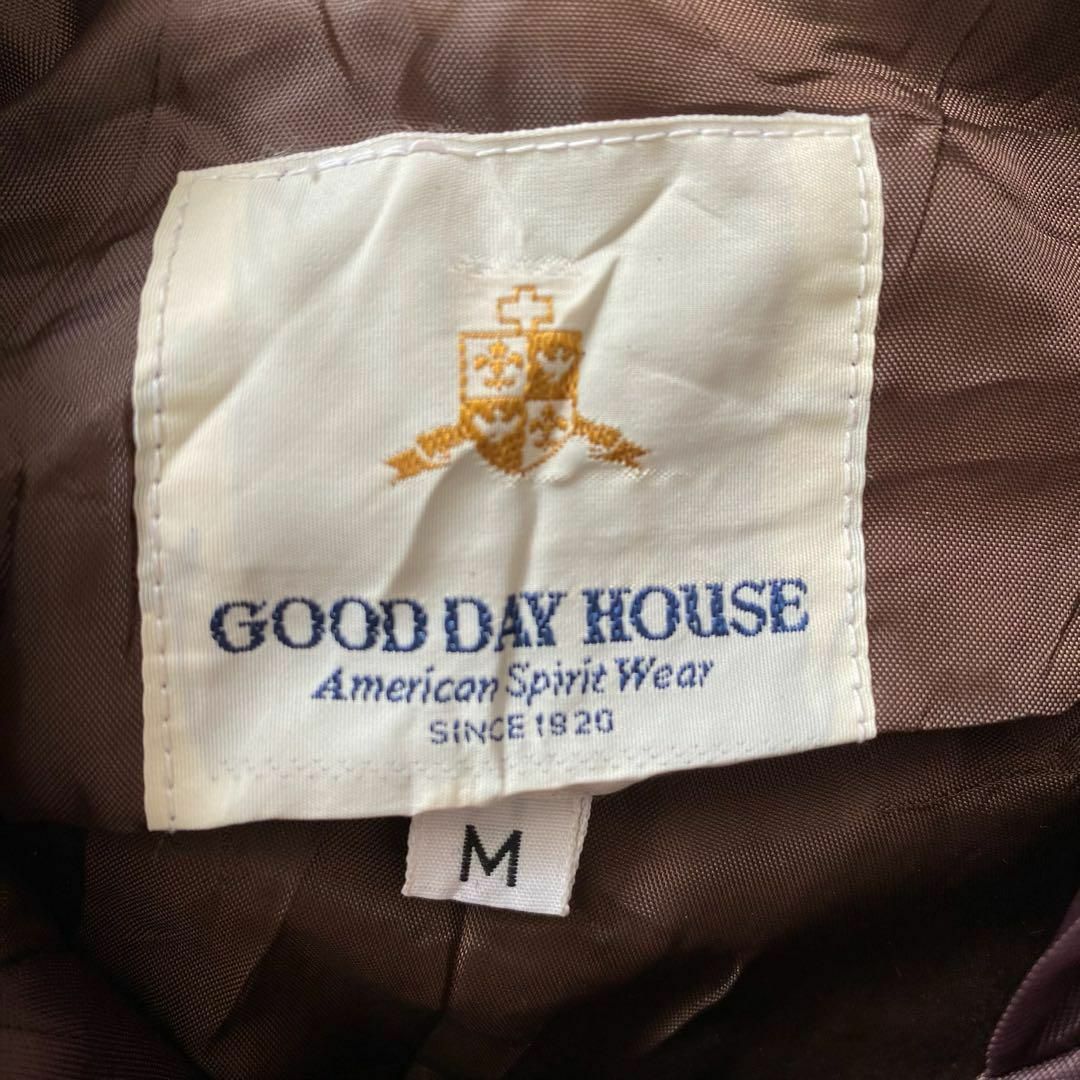 GOOD DAY HOUSE
American Spirit Wear
SINCE 1920
M